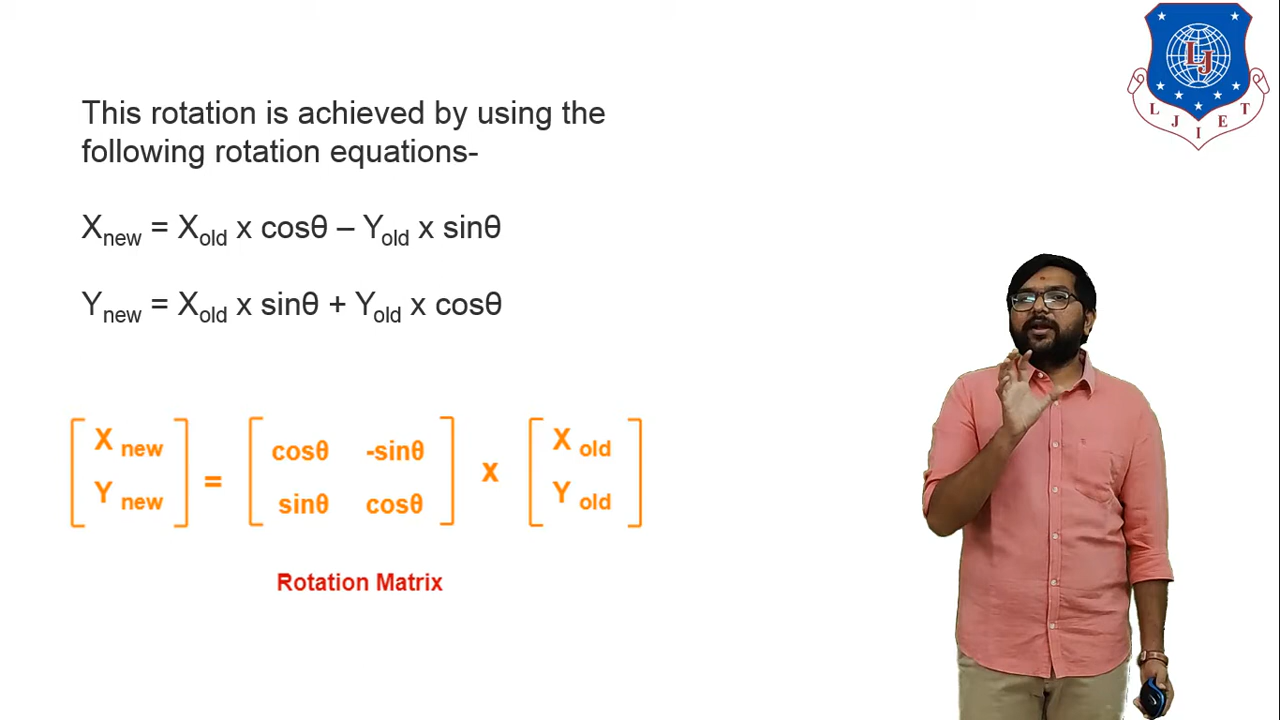 This rotation is achieved by using the
following rotation equations-
Xnew = Xold x cosθ – Yold x sinθ
Ynew = Xold x sinθ + Yold x cosθ
X new = cosθ -sinθ x X old
Y new sinθ cosθ Y old
Rotation Matrix
LJ
L J I E T